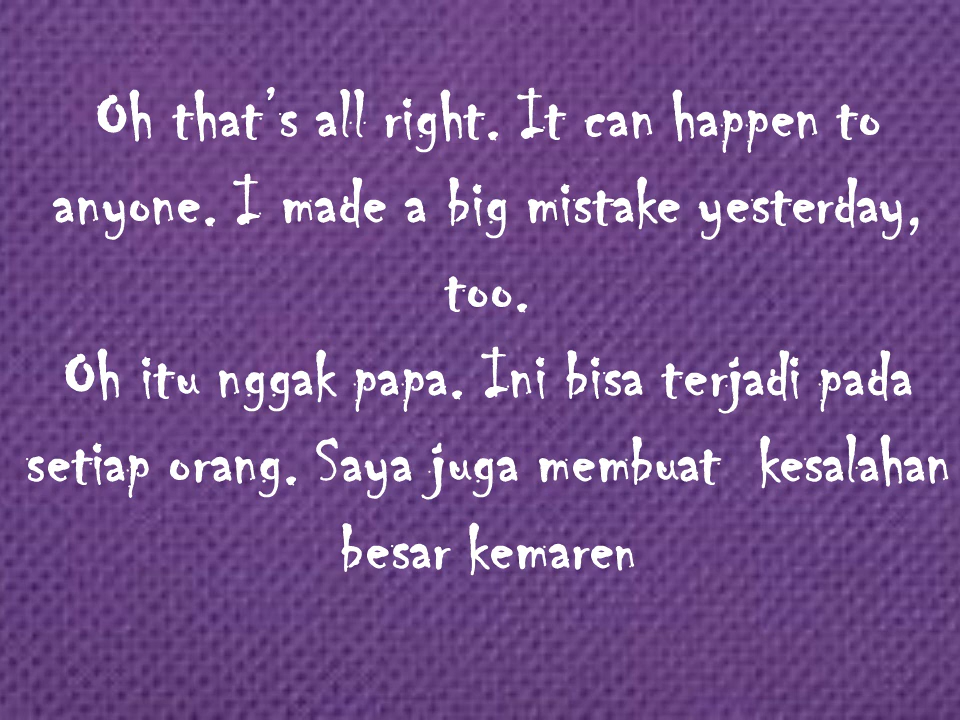 Oh that’s all right. It can happen to
anyone. I made a big mistake yesterday,
too.
Oh itu nggak papa. Ini bisa terjadi pada
setiap orang. Saya juga membuat  kesalahan
besar kemaren